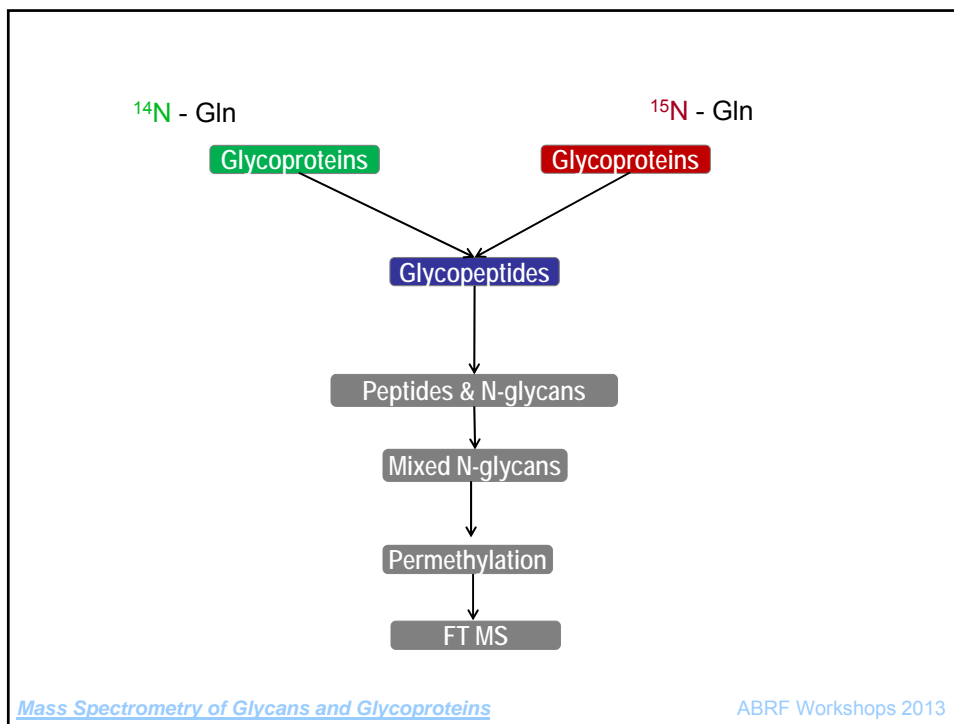 ¹⁴N - Gln
¹⁵N - Gln
Glycoproteins
Glycoproteins
Glycopeptides
Peptides & N-glycans
Mixed N-glycans
Permethylation
FT MS
Mass Spectrometry of Glycans and Glycoproteins
ABRF Workshops 2013